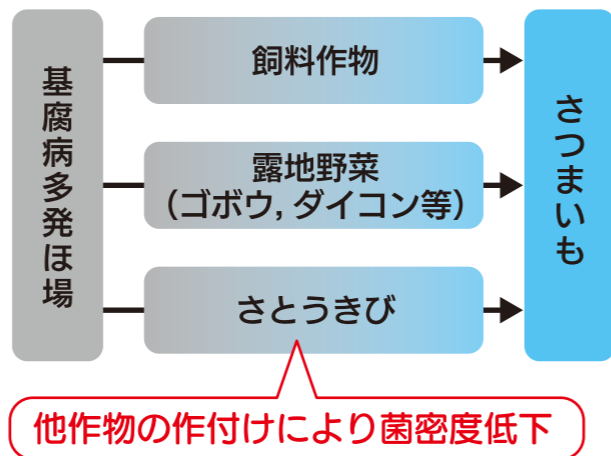 基腐病多発ほ場
飼料作物
露地野菜
（ゴボウ, ダイコン等）
さとうきび
さつまいも
他作物の作付けにより菌密度低下